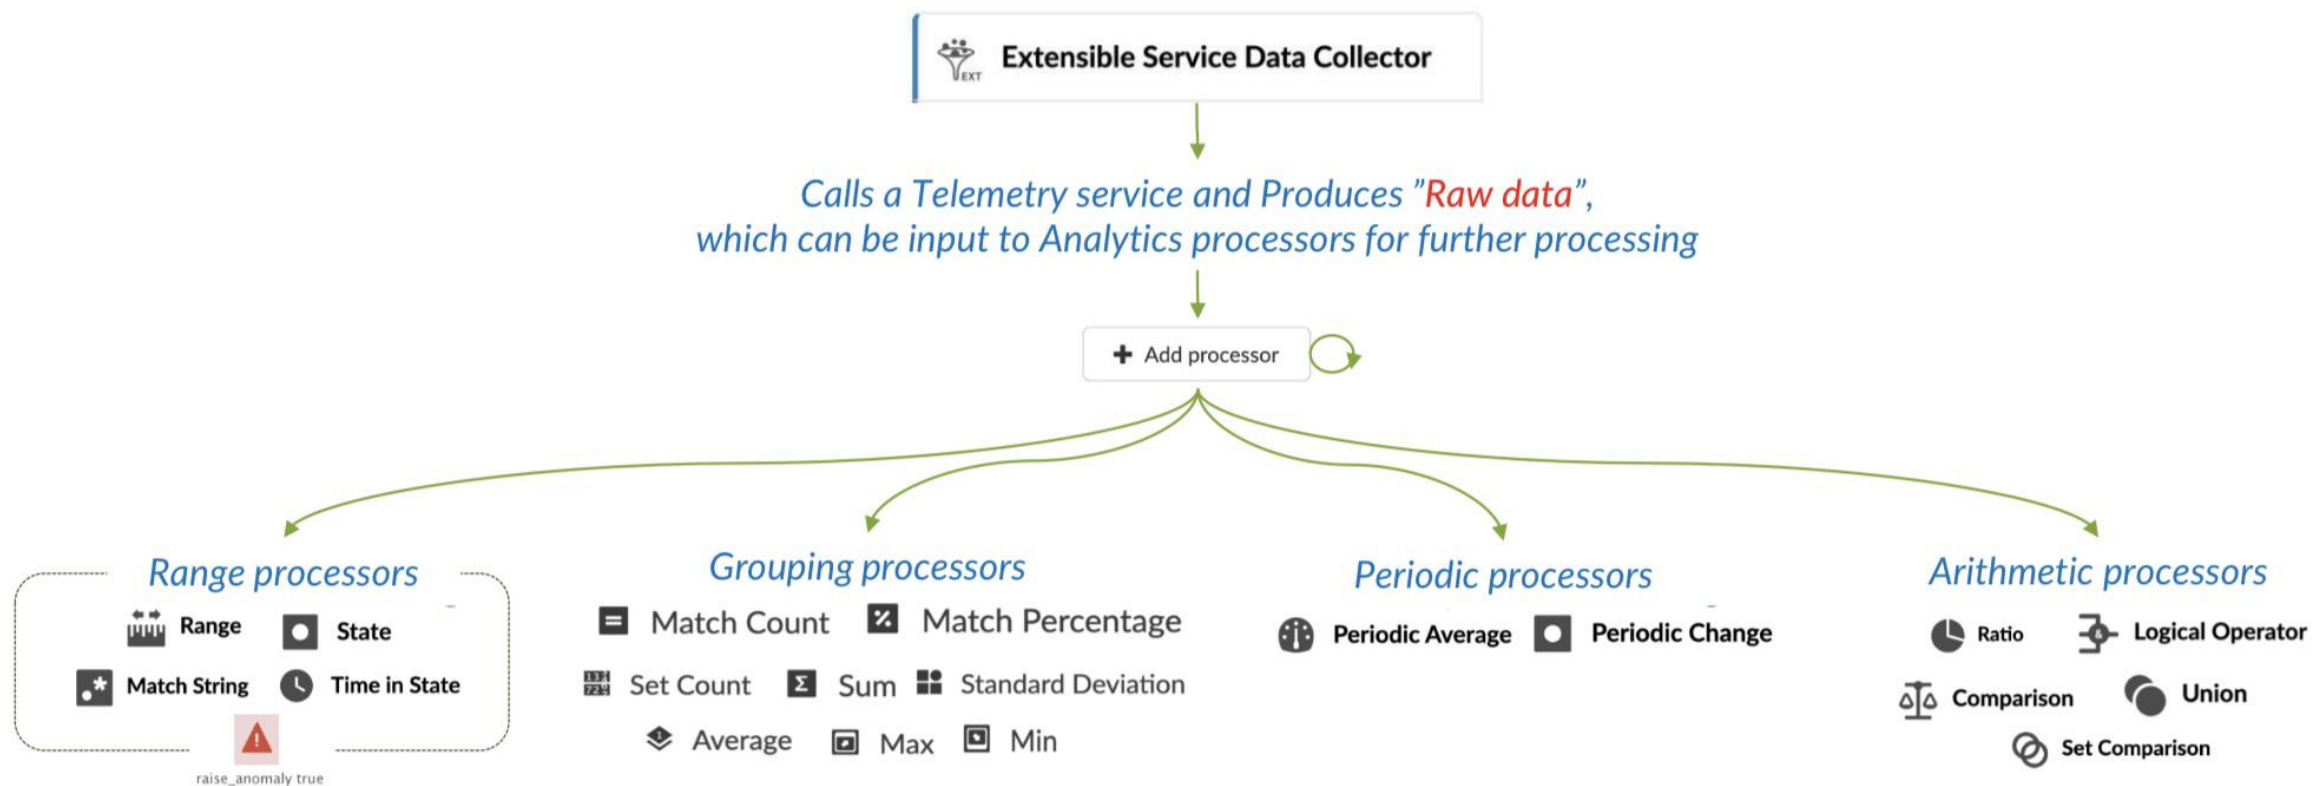 EXT
Extensible Service Data Collector
Calls a Telemetry service and Produces ”Raw data”,
which can be input to Analytics processors for further processing
+ Add processor
Range processors
Range
State
Match String
Time in State
raise_anomaly true
Grouping processors
Match Count
Match Percentage
Set Count
Sum
Standard Deviation
Average
Max
Min
Periodic processors
Periodic Average
Periodic Change
Arithmetic processors
Ratio
Logical Operator
Comparison
Union
Set Comparison